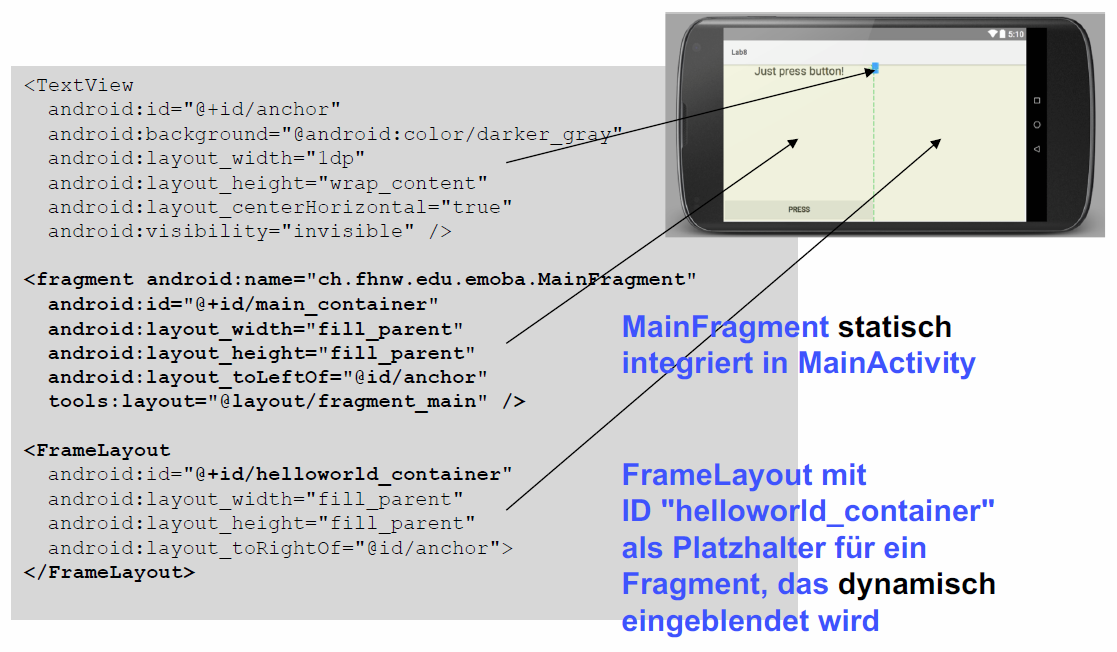 <TextView
android:id="@+id/anchor"
android:background="@android:color/darker_gray"
android:layout_width="1dp"
android:layout_height="wrap_content"
android:layout_centerHorizontal="true"
android:visibility="invisible" />
<fragment android:name="ch.fhnw.edu.emoba.MainFragment"
android:id="@+id/main_container"
android:layout_width="fill_parent"
android:layout_height="fill_parent"
android:layout_toLeftOf="@id/anchor"
tools:layout="@layout/fragment_main" />
<FrameLayout
android:id="@+id/helloworld_container"
android:layout_width="fill_parent"
android:layout_height="fill_parent"
android:layout_toRightOf="@id/anchor">
</FrameLayout>
5:10
Lab8
Just press button!
PRESS
MainFragment statisch
integriert in MainActivity
FrameLayout mit
ID "helloworld_container"
als Platzhalter für ein
Fragment, das dynamisch
eingeblendet wird